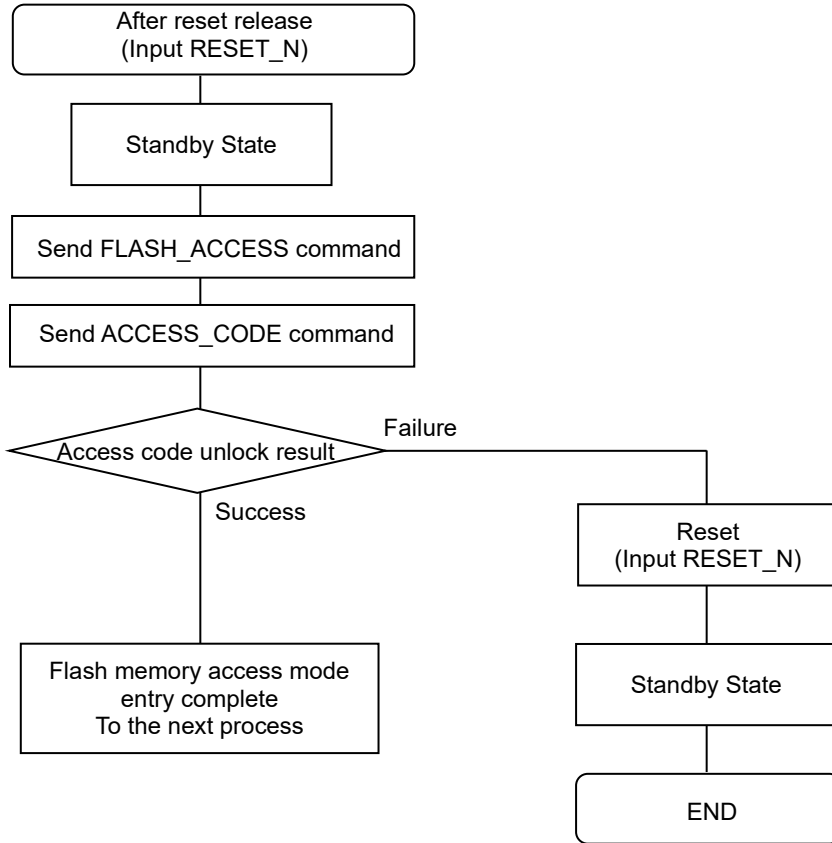 After reset release
(Input RESET_N)
Standby State
Send FLASH_ACCESS command
Send ACCESS_CODE command
Access code unlock result
Failure
Success
Reset
(Input RESET_N)
Flash memory access mode
entry complete
To the next process
Standby State
END